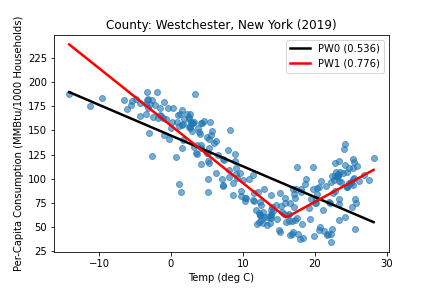 County: Westchester, New York (2019)
Per-Capita Consumption (MMBtu/1000 Households)
225
200
175
150
125
100
75
50
25
PW0 (0.536)
PW1 (0.776)
−10
0
10
20
30
Temp (deg C)